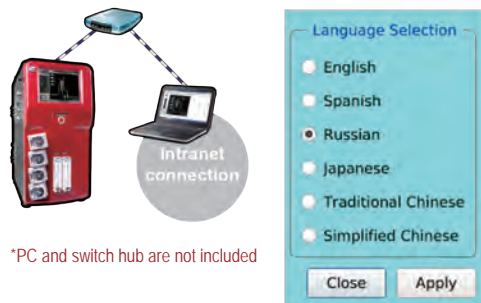 Intranet
connection
*PC and switch hub are not included
Language Selection
English
Spanish
Russian
Japanese
Traditional Chinese
Simplified Chinese
Close
Apply